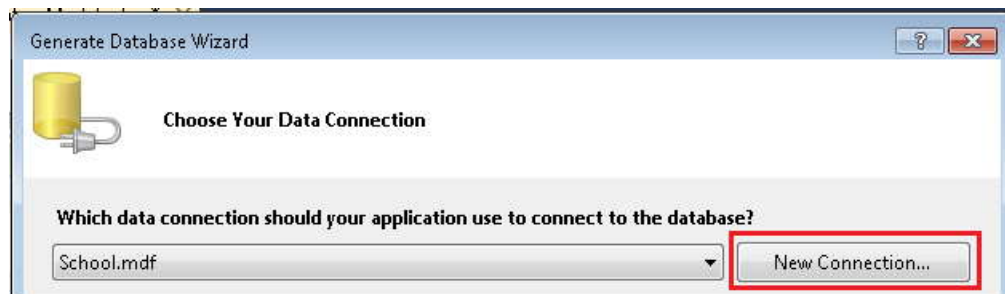 Generate Database Wizard
Choose Your Data Connection
Which data connection should your application use to connect to the database?
School.mdf
New Connection...